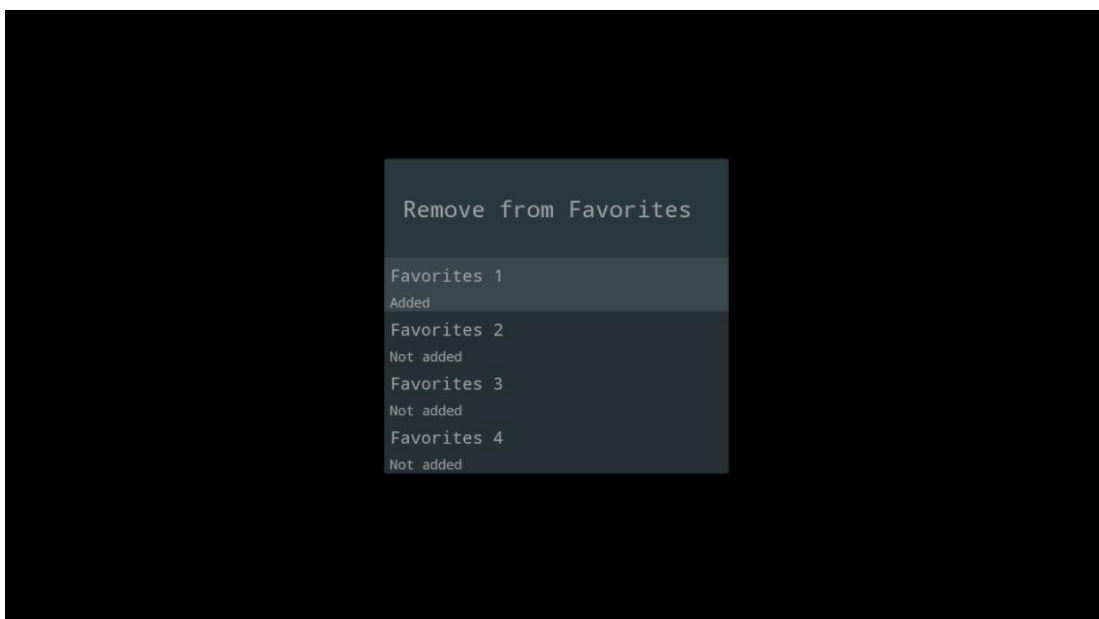 Remove from Favorites
Favorites 1
Added
Favorites 2
Not added
Favorites 3
Not added
Favorites 4
Not added